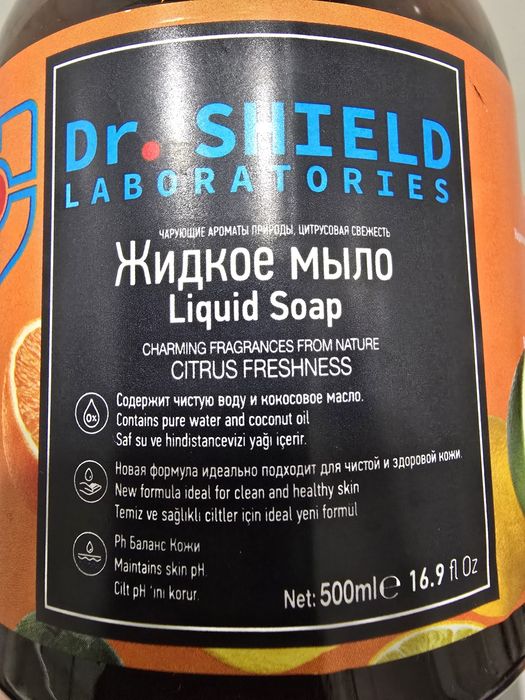 Dr. SHIELD
LABORATORIES
ЧАРУЮЩИЕ АРОМАТЫ ПРИРОДЫ, ЦИТРУСОВАЯ СВЕЖЕСТЬ
Жидкое мыло
Liquid Soap
CHARMING FRAGRANCES FROM NATURE
CITRUS FRESHNESS
0%
Содержит чистую воду и кокосовое масло.
Contains pure water and coconut oil
Saf su ve hindistancevizi yağı içerir.
Новая формула идеально подходит для чистой и здоровой кожи.
New formula ideal for clean and healthy skin
Temiz ve sağlıklı ciltler için ideal yeni formül
Ph Баланс Кожи
Maintains skin pH.
Cilt pH 'ını korur.
Net: 500ml℮ 16.9 fl Oz